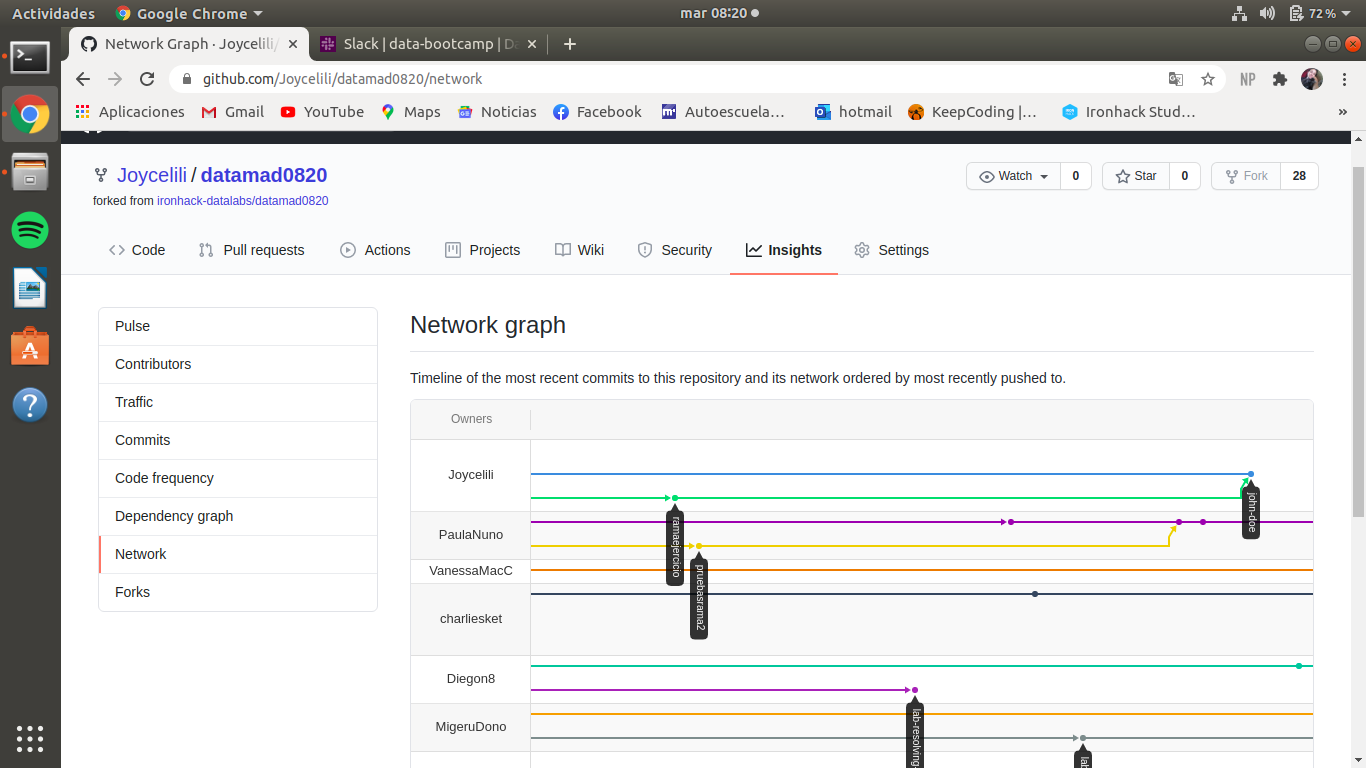 Actividades Google Chrome mar 08:20 72%
Network Graph · Joycelili/ Slack | data-bootcamp | Da
github.com/Joycelili/datamad0820/network NP
Aplicaciones Gmail YouTube Maps Noticias Facebook Autoescuela… hotmail KeepCoding |… Ironhack Stud… »
Joycelili / datamad0820 Watch 0 Star 0 Fork 28
forked from ironhack-datalabs/datamad0820
Code Pull requests Actions Projects Wiki Security Insights Settings
Pulse
Contributors
Traffic
Commits
Code frequency
Dependency graph
Network
Forks
Network graph
Timeline of the most recent commits to this repository and its network ordered by most recently pushed to.
Owners
Joycelili
john-doe
ramaejercicio
PaulaNuno
pruebasrama2
VanessaMacC
charliesket
Diegon8
lab-resolving-
MigeruDono
lab